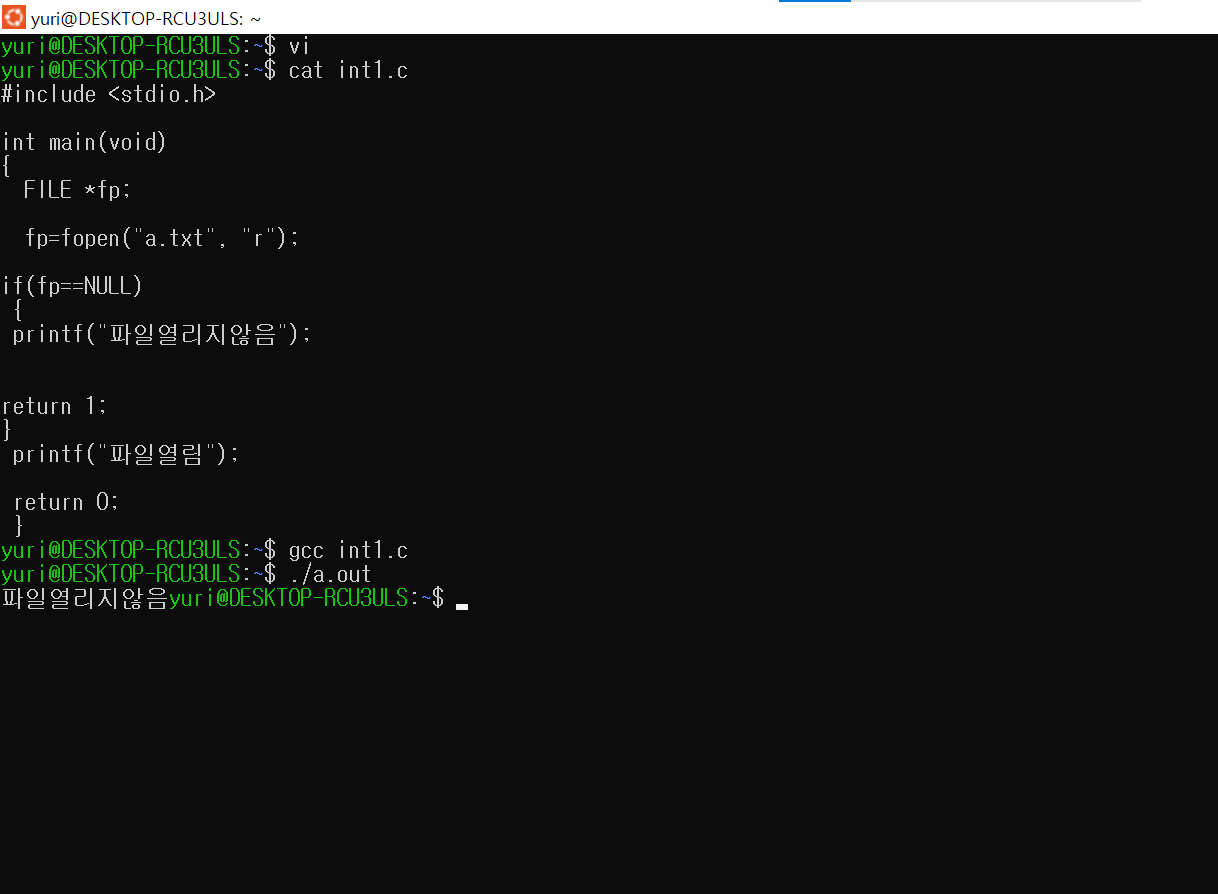 yuri@DESKTOP-RCU3ULS: ~
yuri@DESKTOP-RCU3ULS:~$ vi
yuri@DESKTOP-RCU3ULS:~$ cat int1.c
#include <stdio.h>
int main(void)
{
FILE *fp;
fp=fopen("a.txt", "r");
if(fp==NULL)
{
printf("파일열리지않음");
return 1;
}
printf("파일열림");
return 0;
}
yuri@DESKTOP-RCU3ULS:~$ gcc int1.c
yuri@DESKTOP-RCU3ULS:~$ ./a.out
파일열리지않음yuri@DESKTOP-RCU3ULS:~$